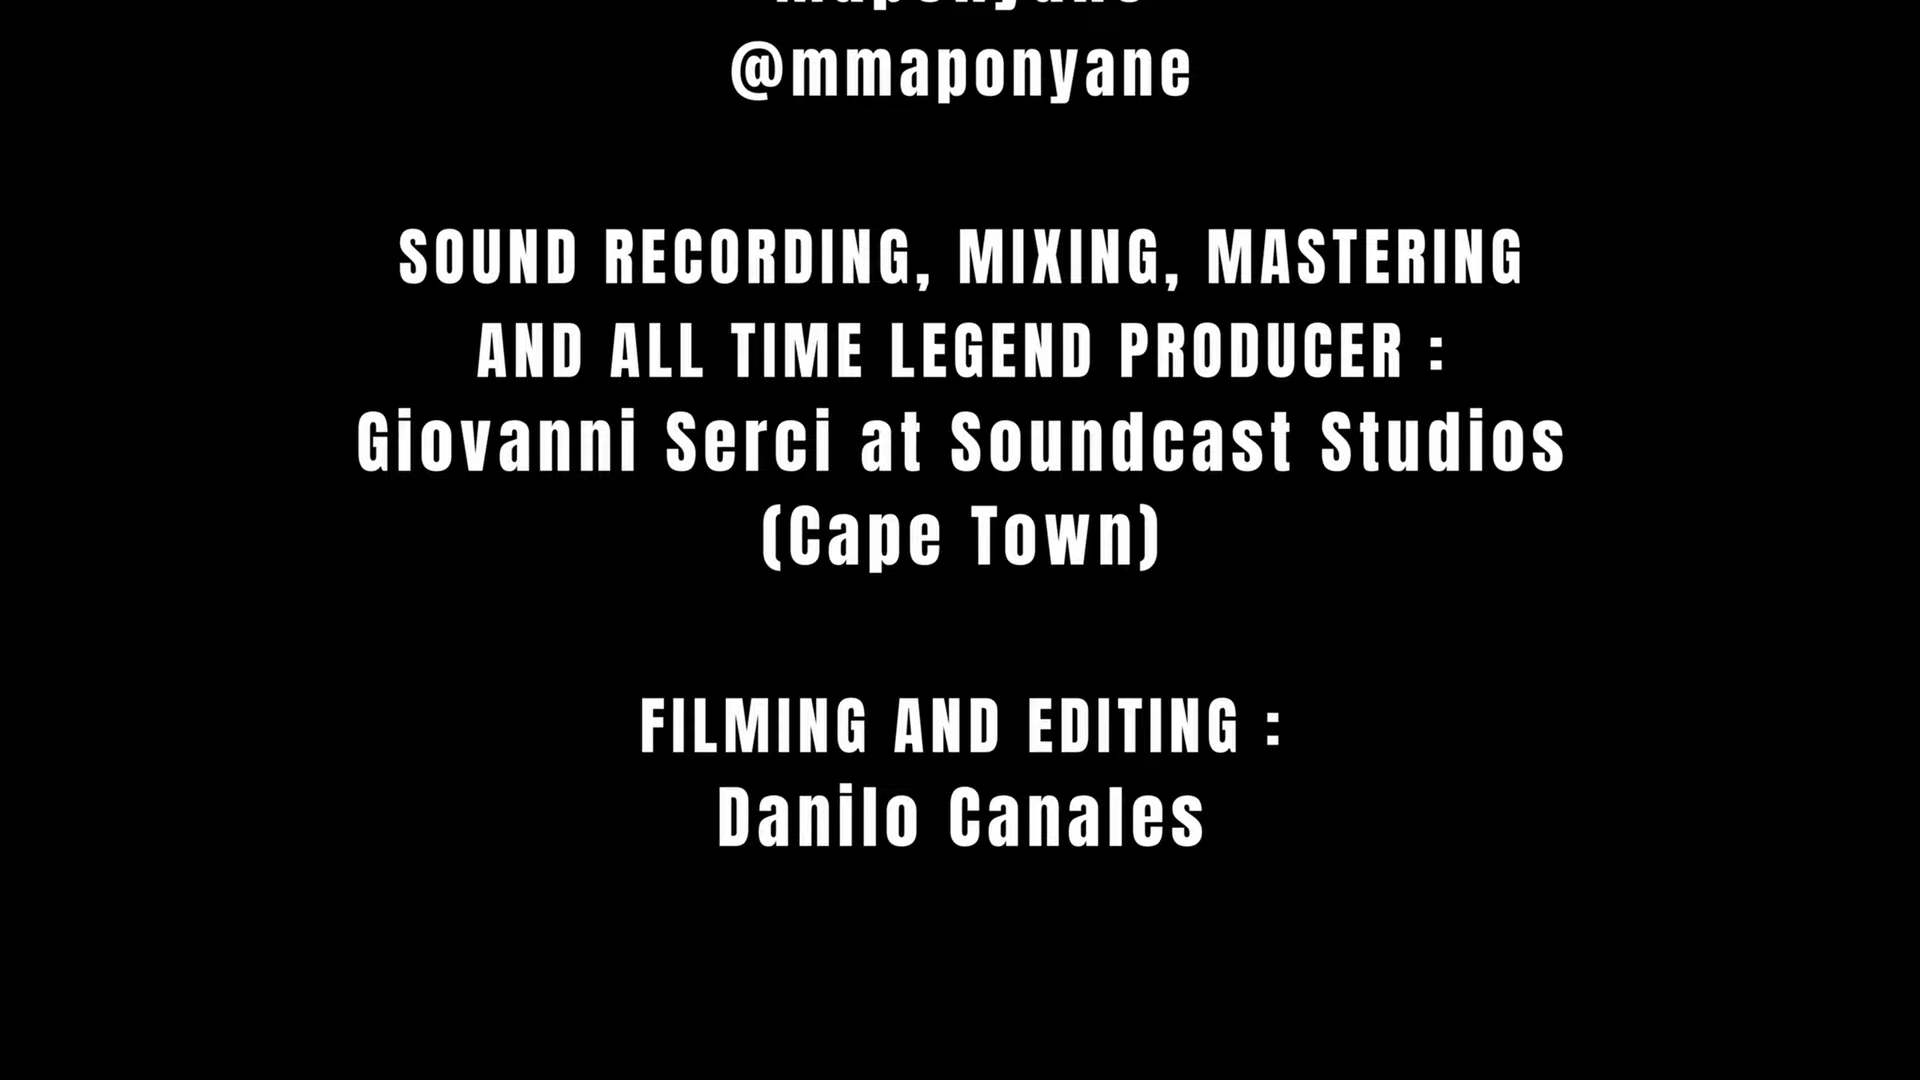 @mmaponyane
SOUND RECORDING, MIXING, MASTERING
AND ALL TIME LEGEND PRODUCER :
Giovanni Serci at Soundcast Studios
(Cape Town)
FILMING AND EDITING :
Danilo Canales